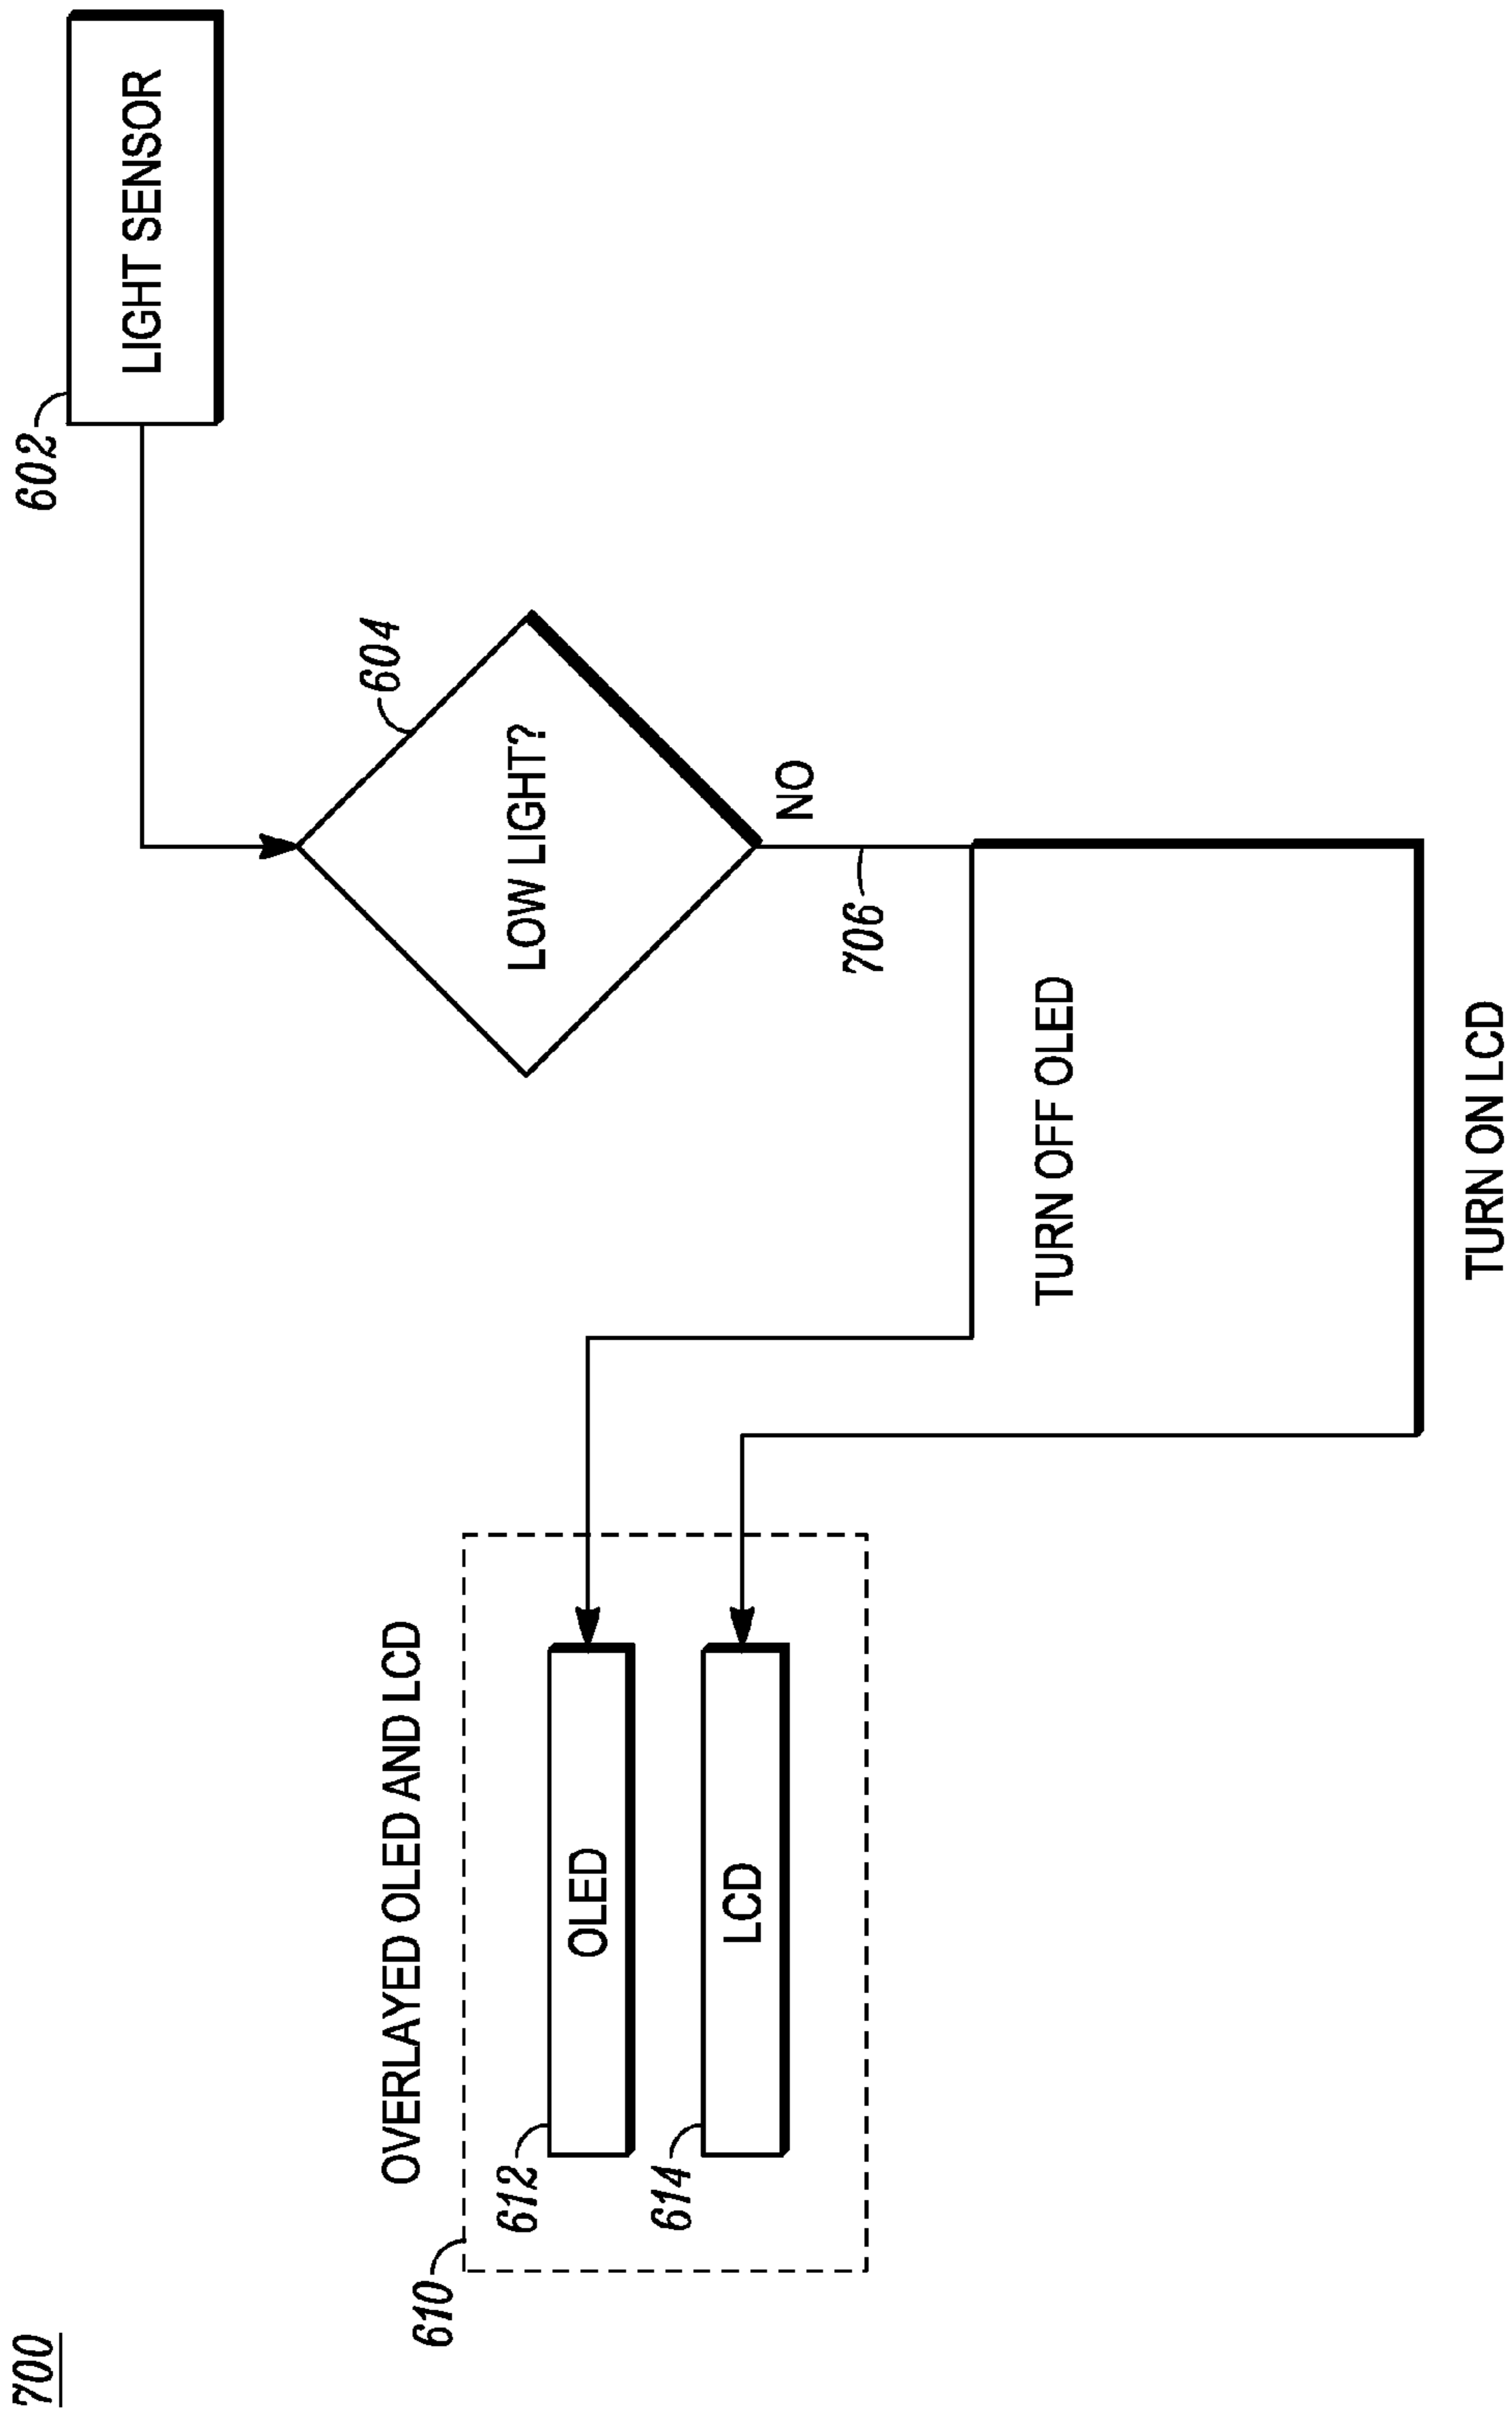 700
OVERLAYED OLED AND LCD
610
612
OLED
614
LCD
602
LIGHT SENSOR
604
LOW LIGHT?
NO
706
TURN OFF OLED
TURN ON LCD